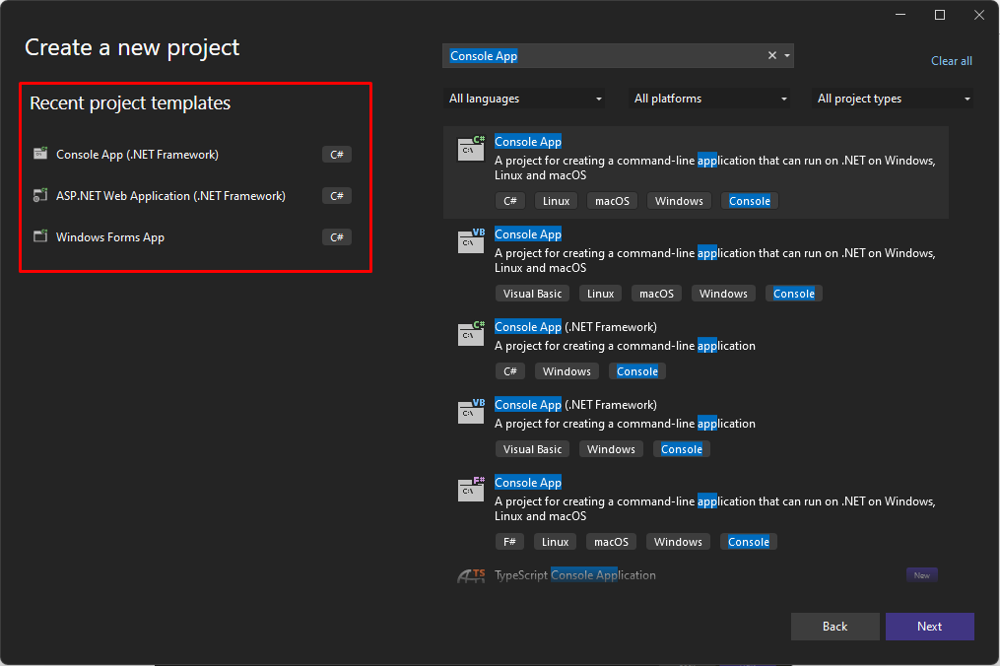 Create a new project
Recent project templates
Console App (.NET Framework) C#
ASP.NET Web Application (.NET Framework) C#
Windows Forms App C#
Console App
Clear all
All languages All platforms All project types
C#
C:\
Console App
A project for creating a command-line application that can run on .NET on Windows,
Linux and macOS
C# Linux macOS Windows Console
VB
C:\
Console App
A project for creating a command-line application that can run on .NET on Windows,
Linux and macOS
Visual Basic Linux macOS Windows Console
C#
C:\
Console App (.NET Framework)
A project for creating a command-line application
C# Windows Console
VB
C:\
Console App (.NET Framework)
A project for creating a command-line application
Visual Basic Windows Console
F#
C:\
Console App
A project for creating a command-line application that can run on .NET on Windows,
Linux and macOS
F# Linux macOS Windows Console
TS
TypeScript Console Application New
Back Next